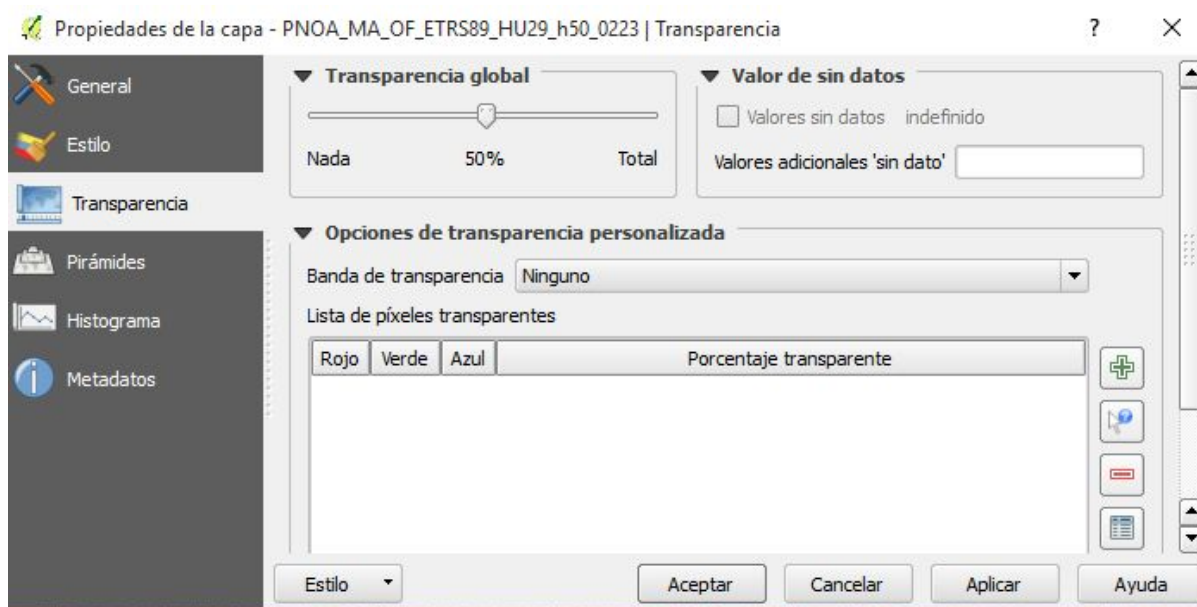 Propiedades de la capa - PNOA_MA_OF_ETRS89_HU29_h50_0223 | Transparencia
?
General
Estilo
Transparencia
Pirámides
Histograma
Metadatos
Transparencia global
Nada 50% Total
Valor de sin datos
Valores sin datos indefinido
Valores adicionales 'sin dato'
Opciones de transparencia personalizada
Banda de transparencia Ninguno
Lista de píxeles transparentes
Rojo Verde Azul Porcentaje transparente
Estilo Aceptar Cancelar Aplicar Ayuda